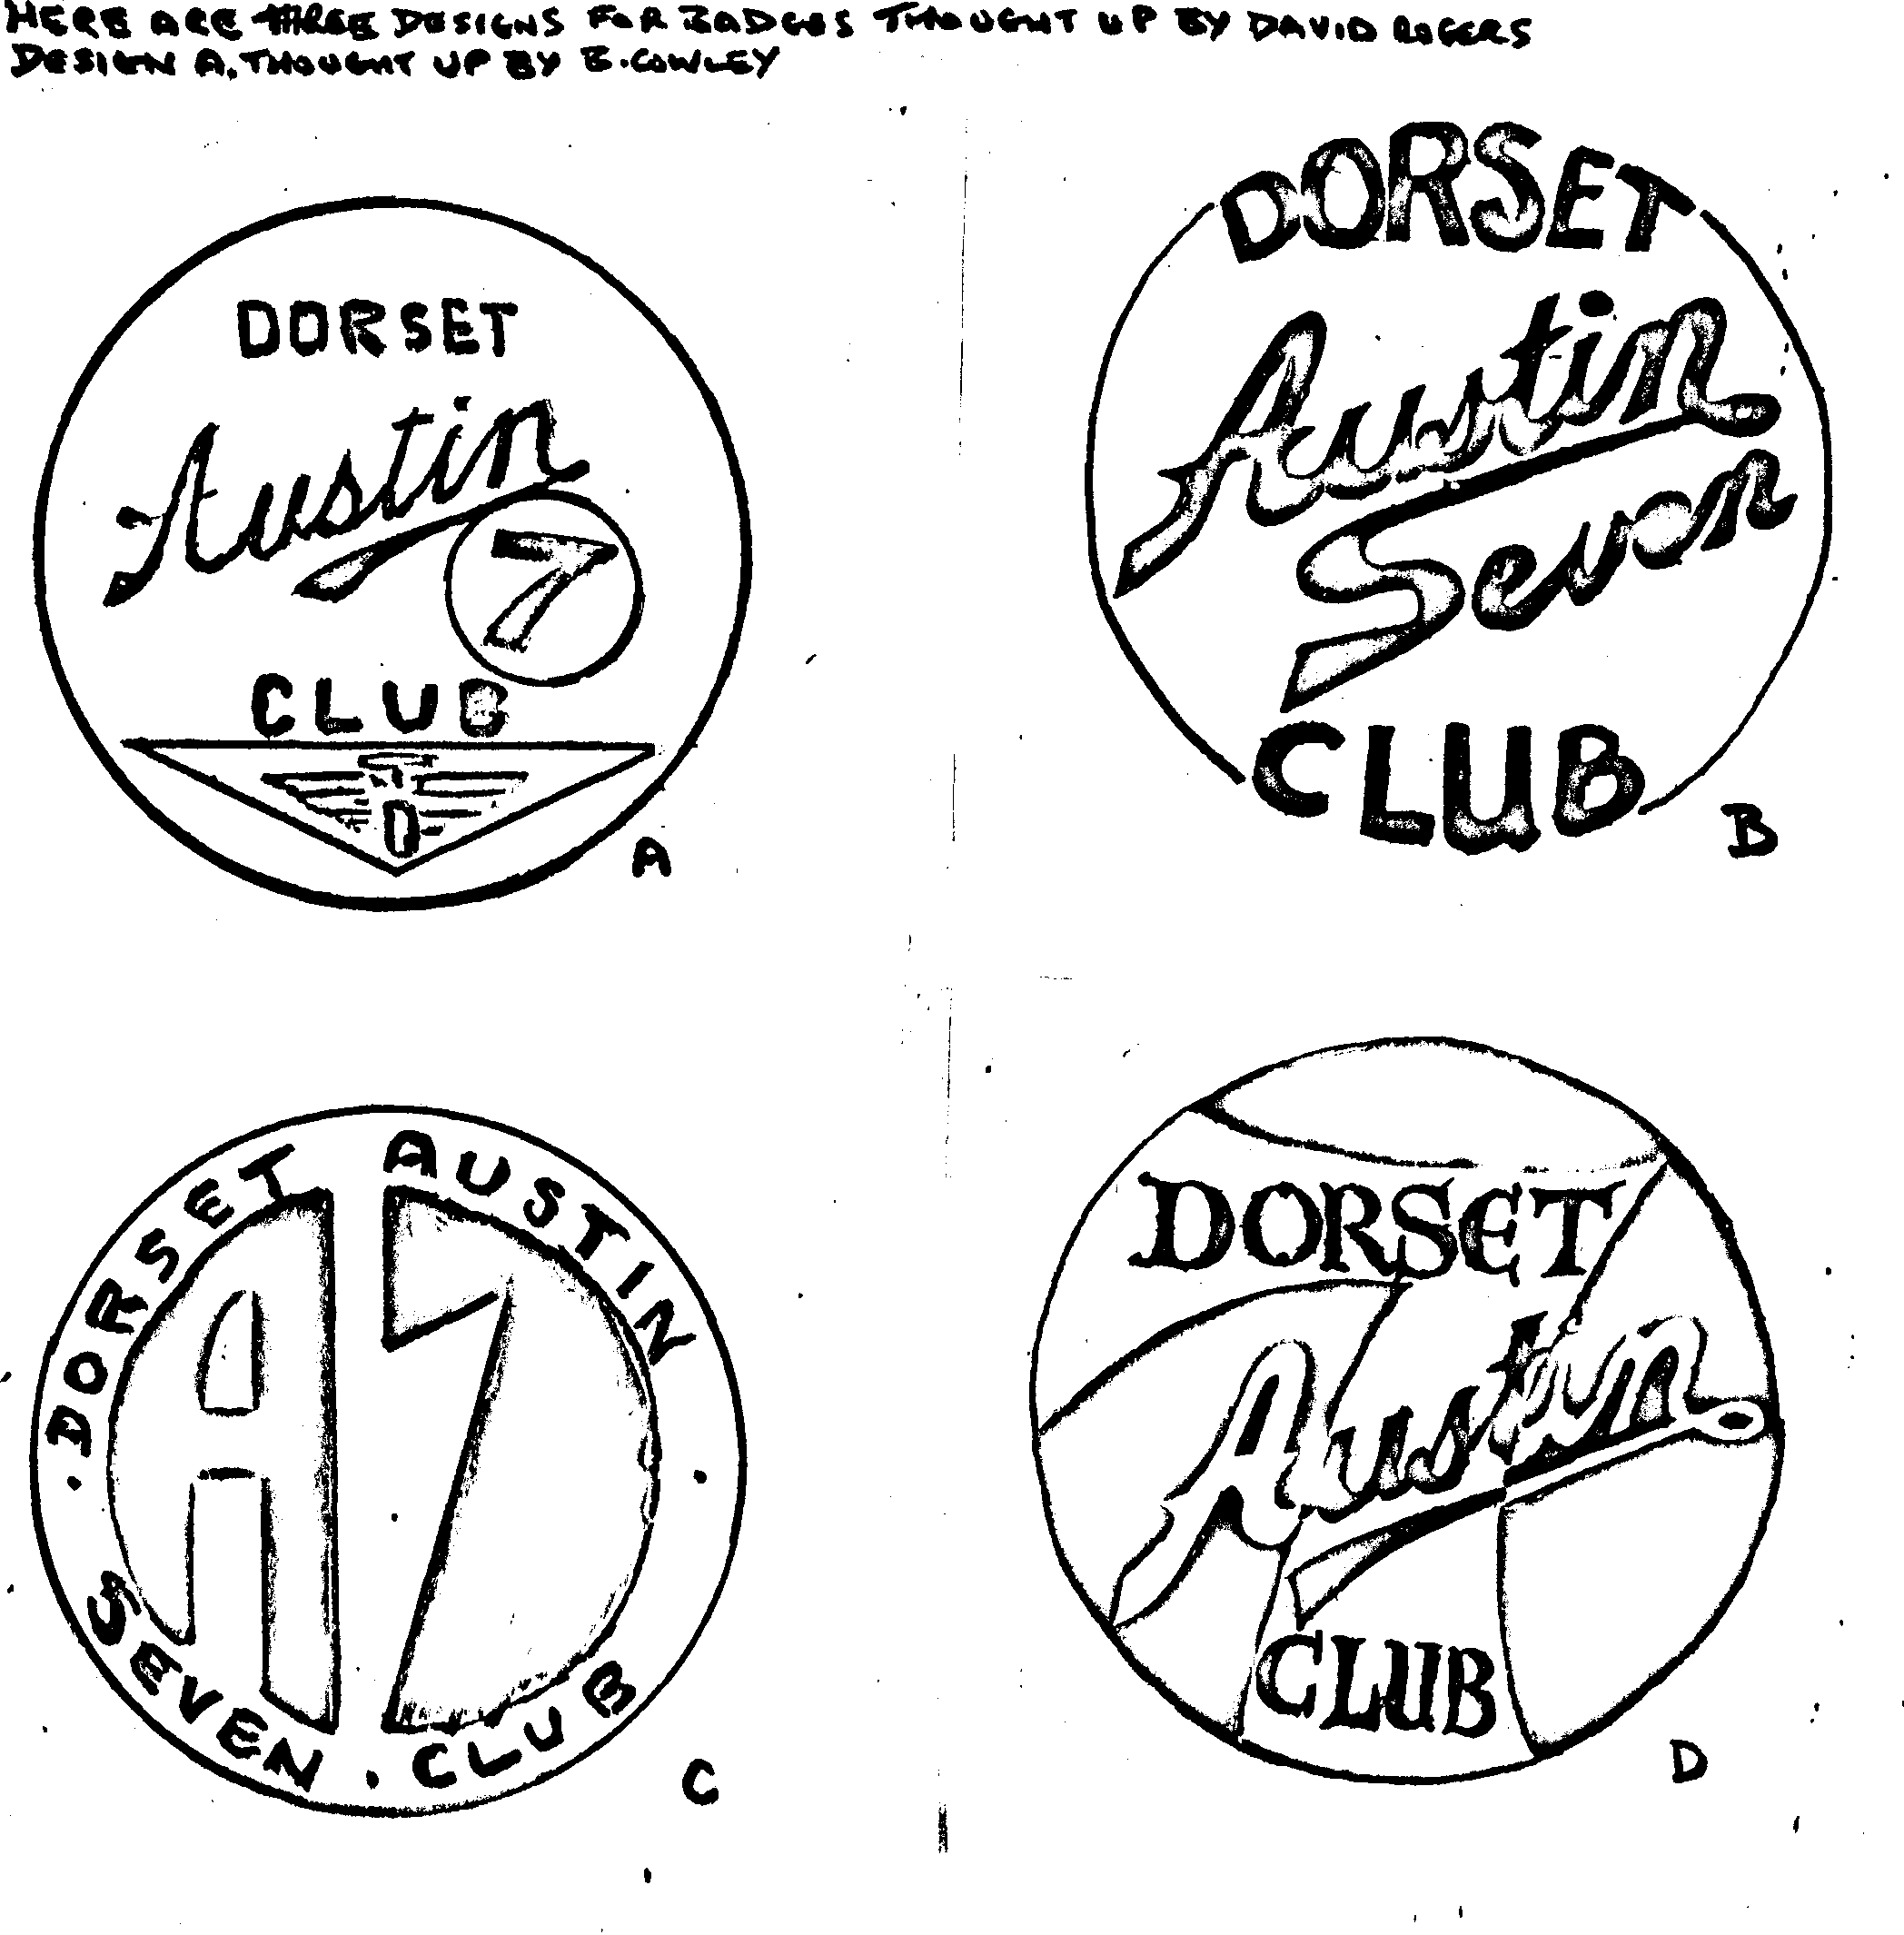 HERE ARE THREE DESIGNS FOR BADGES THOUGHT UP BY DAVID ROGERS
DESIGN A. THOUGHT UP BY B. COWLEY
DORSET
Austin
7
CLUB
D
A
DORSET
Austin
Seven
CLUB
B
· DORSET AUSTIN ·
SEVEN · CLUB
A7
C
DORSET
Austin
CLUB
D